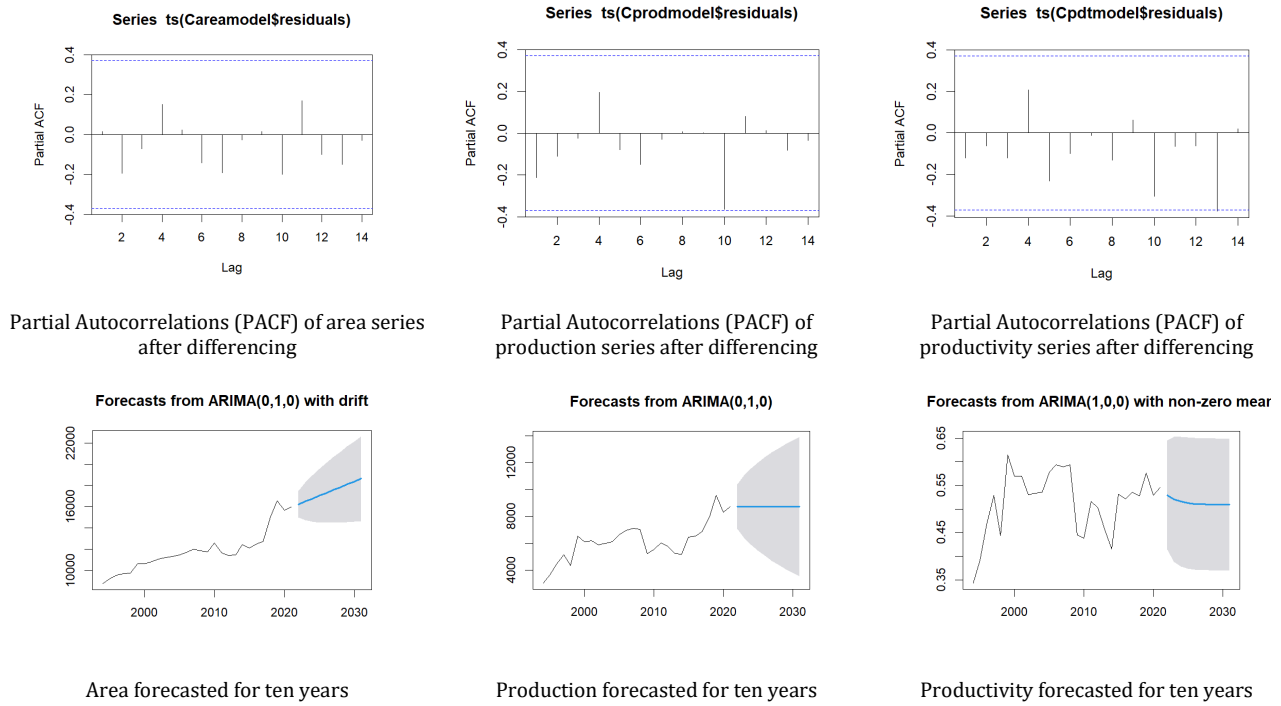 Series ts(Careamodel$residuals)
Partial ACF
0.4
0.2
0.0
-0.2
-0.4
2 4 6 8 10 12 14
Lag
Partial Autocorrelations (PACF) of area series
after differencing
Series ts(Cprodmodel$residuals)
Partial ACF
0.4
0.2
0.0
-0.2
-0.4
2 4 6 8 10 12 14
Lag
Partial Autocorrelations (PACF) of
production series after differencing
Series ts(Cpdtmodel$residuals)
Partial ACF
0.4
0.2
0.0
-0.2
-0.4
2 4 6 8 10 12 14
Lag
Partial Autocorrelations (PACF) of
productivity series after differencing
Forecasts from ARIMA(0,1,0) with drift
22000
16000
10000
2000 2010 2020 2030
Area forecasted for ten years
Forecasts from ARIMA(0,1,0)
12000
8000
4000
2000 2010 2020 2030
Production forecasted for ten years
Forecasts from ARIMA(1,0,0) with non-zero mean
0.65
0.55
0.45
0.35
2000 2010 2020 2030
Productivity forecasted for ten years